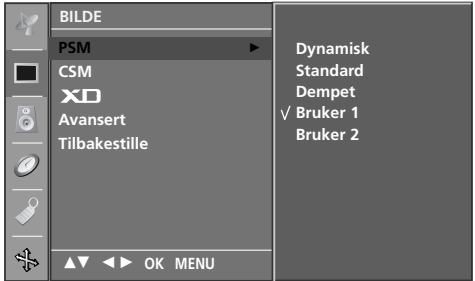 BILDE
PSM ►
CSM
XD
Avansert
Tilbakestille
▲▼ ◄► OK MENU
Dynamisk
Standard
Dempet
√ Bruker 1
Bruker 2